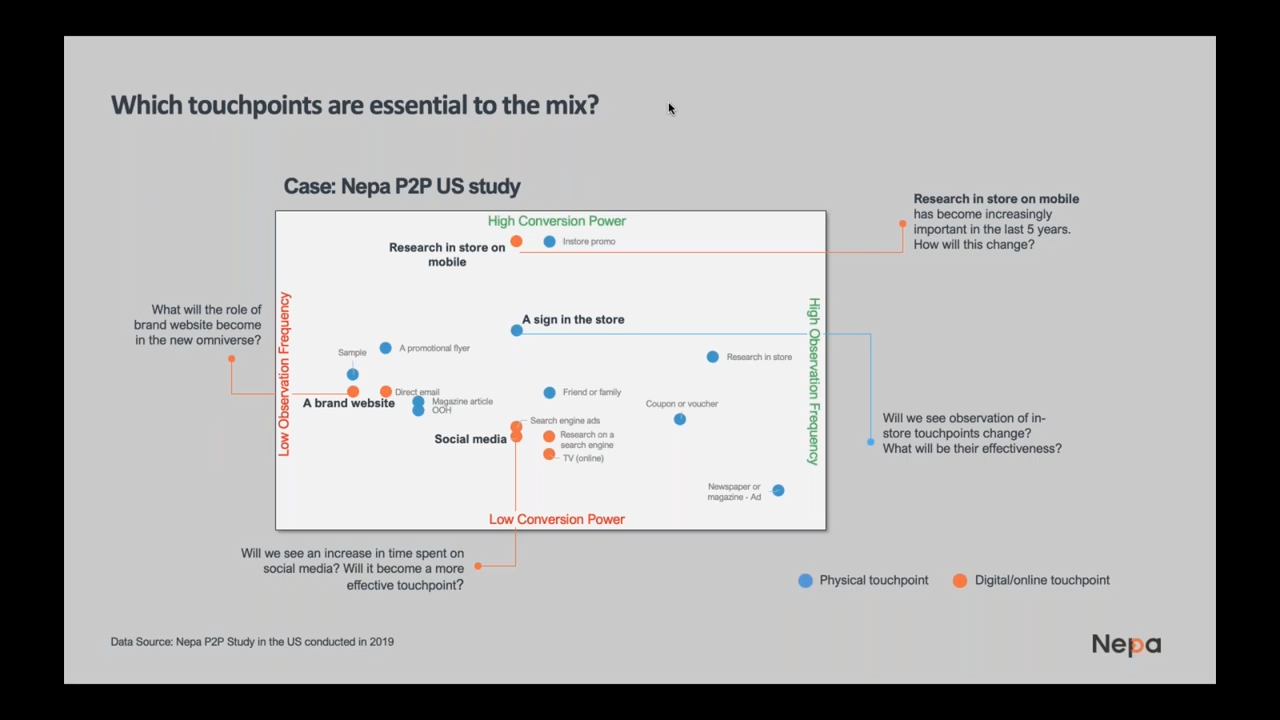 Which touchpoints are essential to the mix?
Case: Nepa P2P US study
High Conversion Power
Research in store on
mobile
Instore promo
Research in store on mobile
has become increasingly
important in the last 5 years.
How will this change?
What will the role of
brand website become
in the new omniverse?
Low Observation Frequency
High Observation Frequency
A sign in the store
A promotional flyer
Sample
Research in store
Direct email
A brand website
Magazine article
OOH
Friend or family
Coupon or voucher
Search engine ads
Social media
Research on a
search engine
TV (online)
Newspaper or
magazine - Ad
Will we see observation of in-
store touchpoints change?
What will be their effectiveness?
Low Conversion Power
Will we see an increase in time spent on
social media? Will it become a more
effective touchpoint?
Physical touchpoint
Digital/online touchpoint
Data Source: Nepa P2P Study in the US conducted in 2019
Nepa